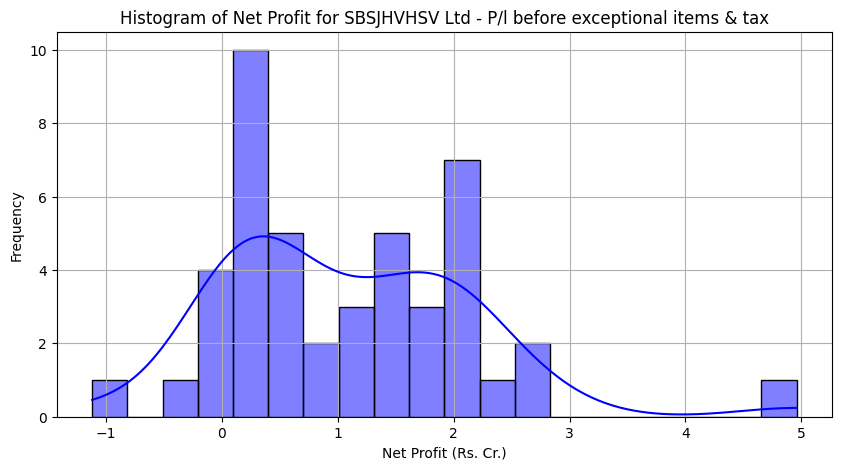 Histogram of Net Profit for SBSJHVHSV Ltd - P/l before exceptional items & tax
10
8
6
4
2
0
Frequency
−1 0 1 2 3 4 5
Net Profit (Rs. Cr.)